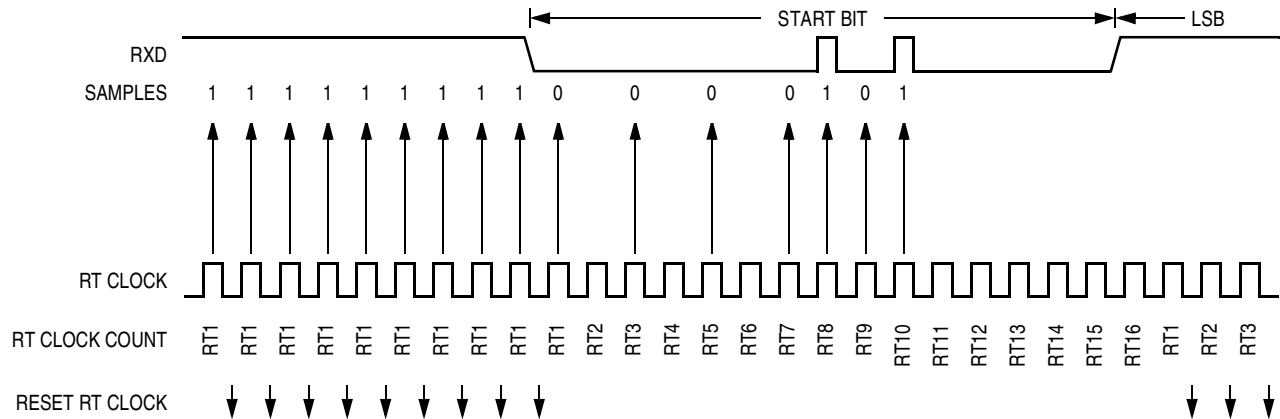 START BIT LSB
RXD
SAMPLES 1 1 1 1 1 1 1 1 1 0 0 0 0 1 0 1
RT CLOCK
RT CLOCK COUNT RT1 RT1 RT1 RT1 RT1 RT1 RT1 RT1 RT1 RT1 RT2 RT3 RT4 RT5 RT6 RT7 RT8 RT9 RT10 RT11 RT12 RT13 RT14 RT15 RT16 RT1 RT2 RT3
RESET RT CLOCK